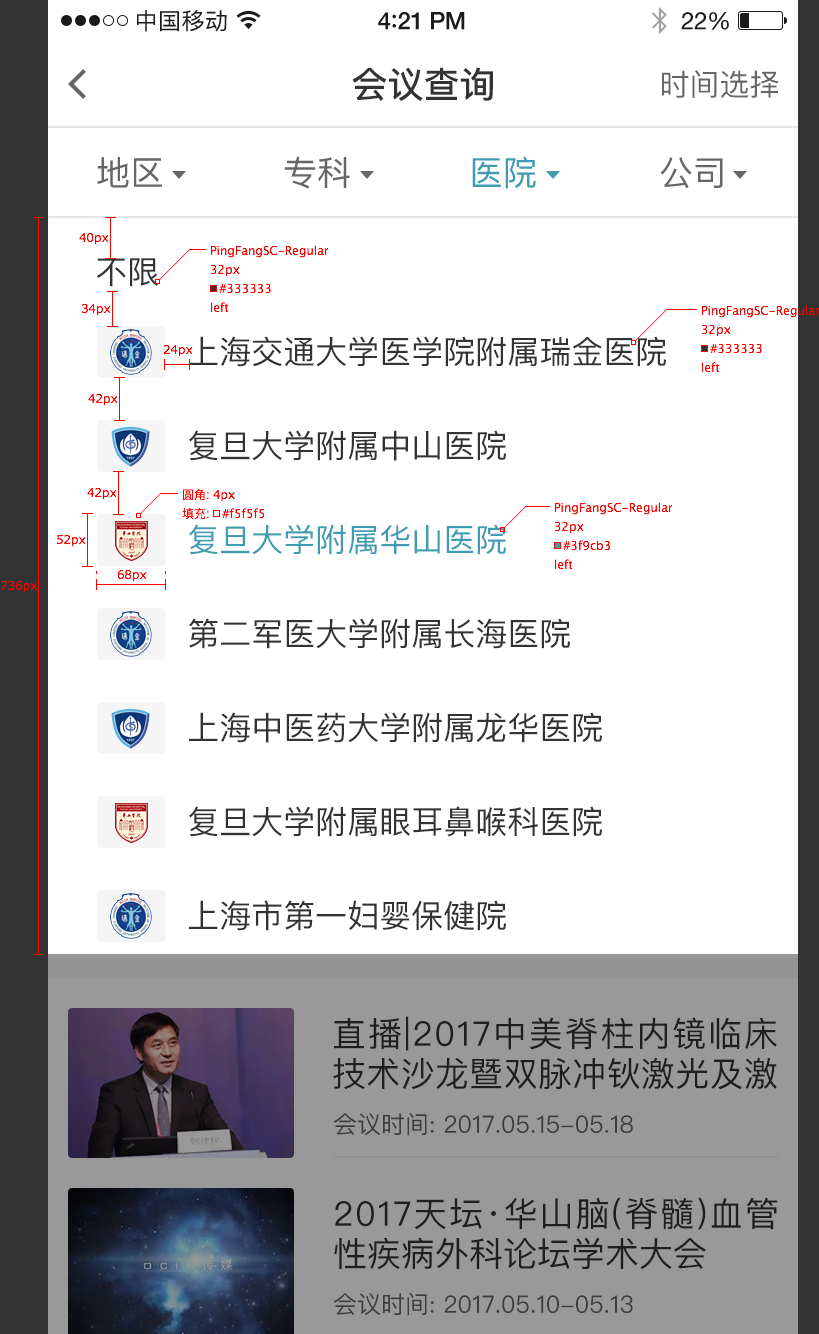 中国移动
4:21 PM
22%
会议查询
时间选择
地区
专科
医院
公司
40px
不限
PingFangSC-Regular
32px
#333333
left
34px
上海交通大学医学院附属瑞金医院
24px
PingFangSC-Regular
32px
#333333
left
42px
复旦大学附属中山医院
42px
圆角: 4px
填充: #f5f5f5
复旦大学附属华山医院
PingFangSC-Regular
32px
#3f9cb3
left
52px
68px
736px
第二军医大学附属长海医院
上海中医药大学附属龙华医院
复旦大学附属眼耳鼻喉科医院
上海市第一妇婴保健院
直播|2017中美脊柱内镜临床
技术沙龙暨双脉冲钬激光及激
会议时间: 2017.05.15-05.18
2017天坛·华山脑(脊髓)血管
性疾病外科论坛学术大会
会议时间: 2017.05.10-05.13